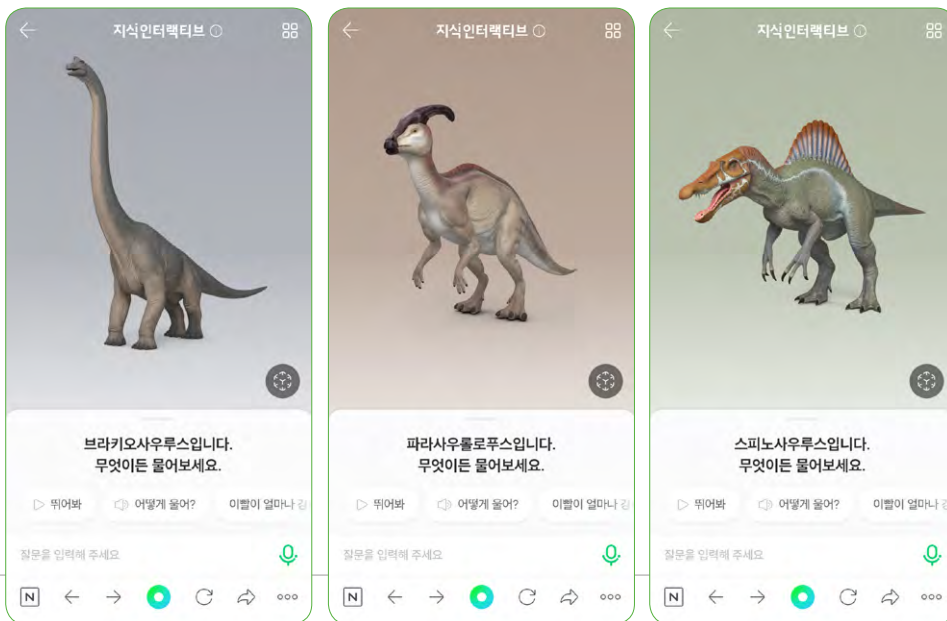 지식인터랙티브
브라키오사우루스입니다.
무엇이든 물어보세요.
뛰어봐
어떻게 울어?
이빨이 얼마나
질문을 입력해 주세요
N
지식인터랙티브
파라사우롤로푸스입니다.
무엇이든 물어보세요.
뛰어봐
어떻게 울어?
이빨이 얼마나
질문을 입력해 주세요
N
지식인터랙티브
스피노사우루스입니다.
무엇이든 물어보세요.
뛰어봐
어떻게 울어?
이빨이 얼마나
질문을 입력해 주세요
N